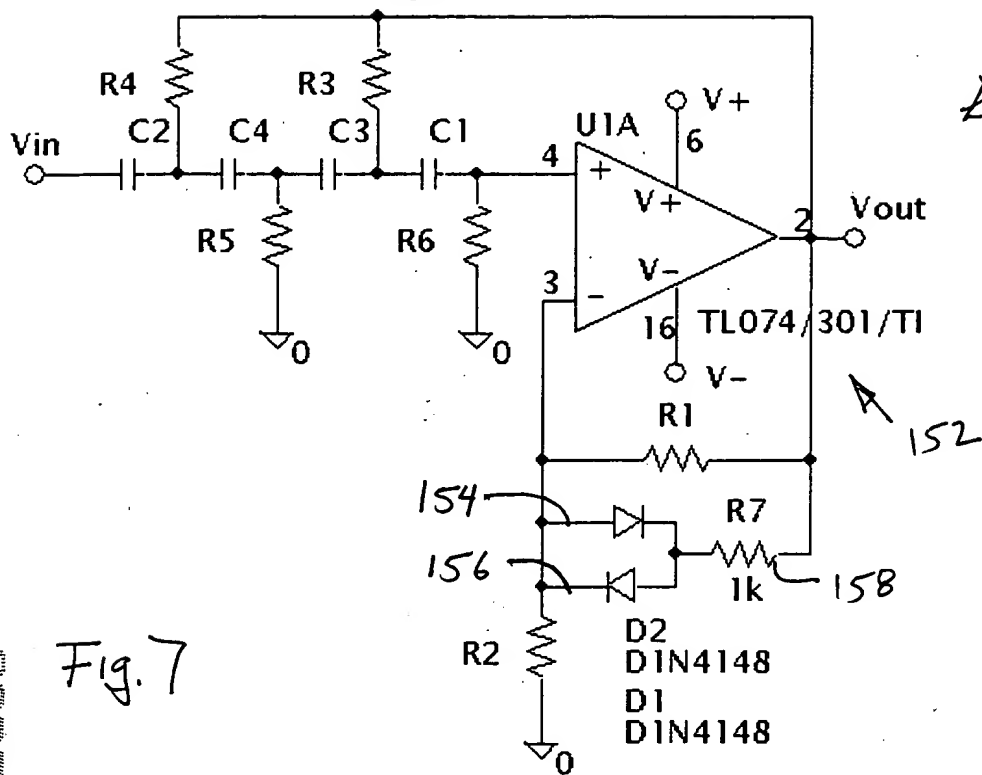 R4
R3
C2
C4
C3
C1
U1A
V+
6
Vin
4
+
V+
2
Vout
R5
R6
V-
3
-
16
TL074/301/TI
0
0
V-
R1
152
154
R7
156
1k
158
R2
D2
D1N4148
D1
D1N4148
0
Fig. 7